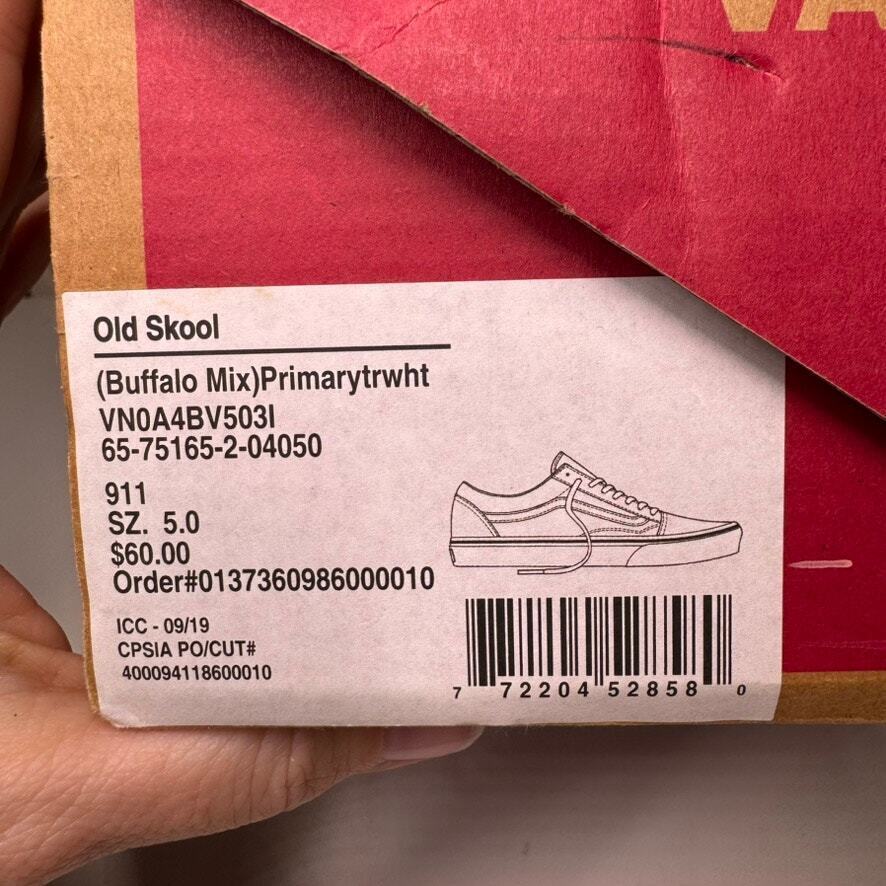 VA
Old Skool
(Buffalo Mix)Primarytrwht
VN0A4BV503I
65-75165-2-04050
911
SZ. 5.0
$60.00
Order#0137360986000010
ICC - 09/19
CPSIA PO/CUT#
400094118600010
7 72204 52858 0